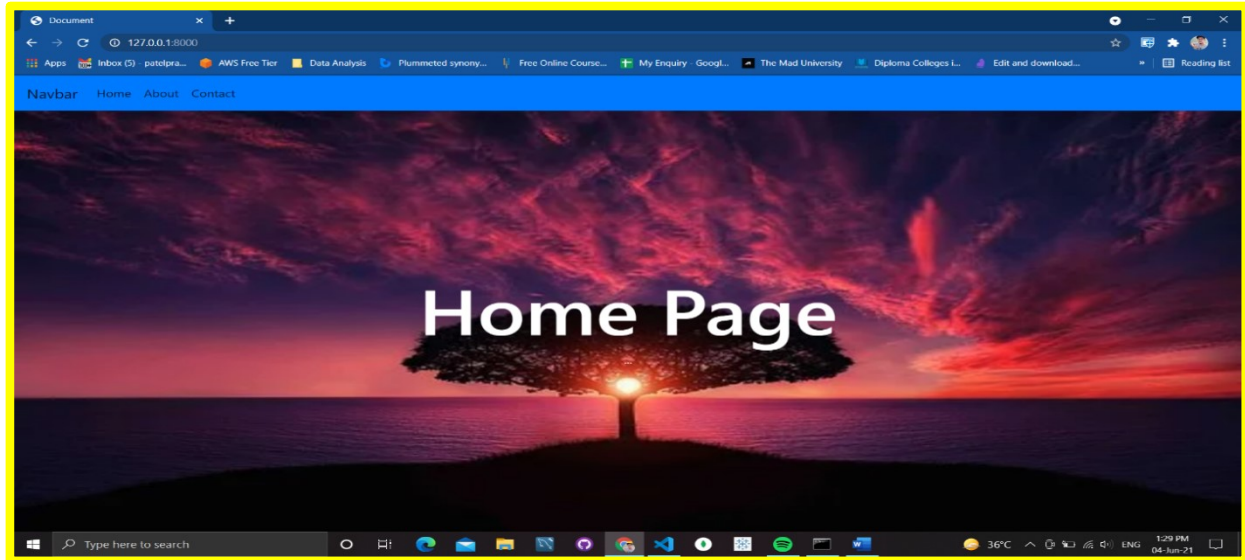 Document
127.0.0.1:8000
Apps Inbox (5) - patelpra... AWS Free Tier Data Analysis Plummeted synony... Free Online Course... My Enquiry - Googl... The Mad University Diploma Colleges i... Edit and download... » Reading list
Navbar Home About Contact
Home Page
Type here to search
36°C ENG 1:29 PM
04-Jun-21